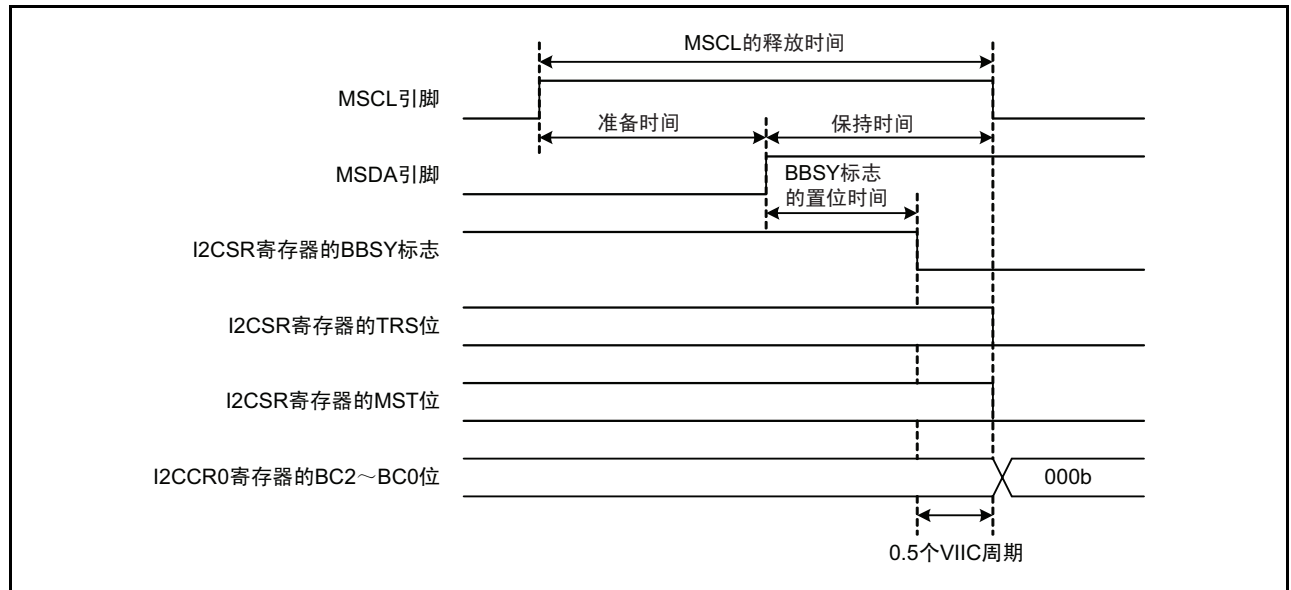 MSCL的释放时间
MSCL引脚
准备时间
保持时间
MSDA引脚
BBSY标志
的置位时间
I2CSR寄存器的BBSY标志
I2CSR寄存器的TRS位
I2CSR寄存器的MST位
I2CCR0寄存器的BC2～BC0位
000b
0.5个VIIC周期